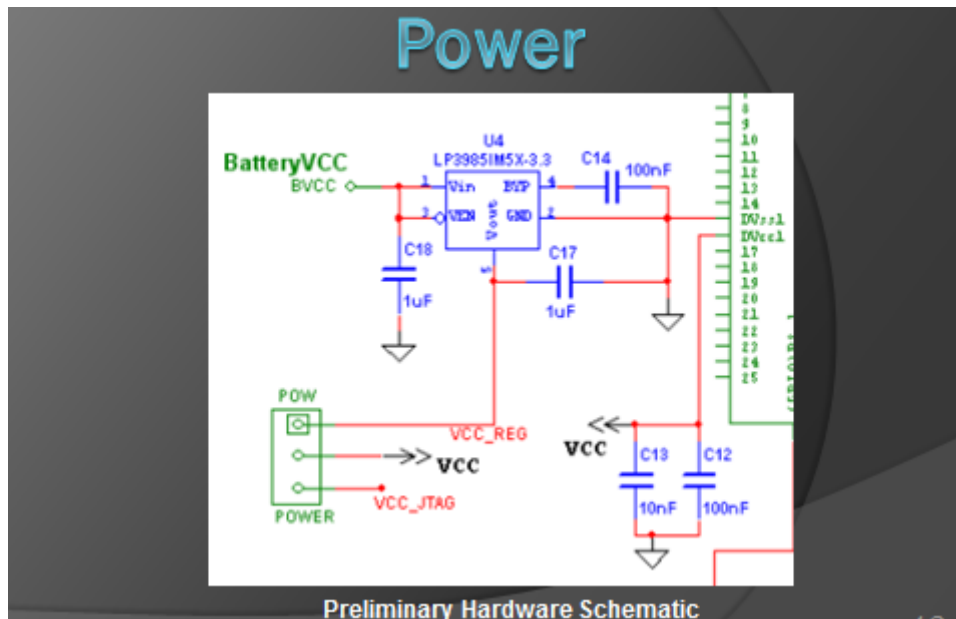 Power
U4
LP3985IM5X-3.3
BatteryVCC
BVCC
1
Vin
BYP
4
C14
100nF
3
VEN
GND
2
Vout
5
C18
1uF
C17
1uF
8
9
10
11
12
13
14
DVss1
DVcc1
17
18
19
20
21
22
23
24
25
POW
VCC_REG
VCC
VCC_JTAG
POWER
VCC
C13
C12
10nF
100nF
Preliminary Hardware Schematic